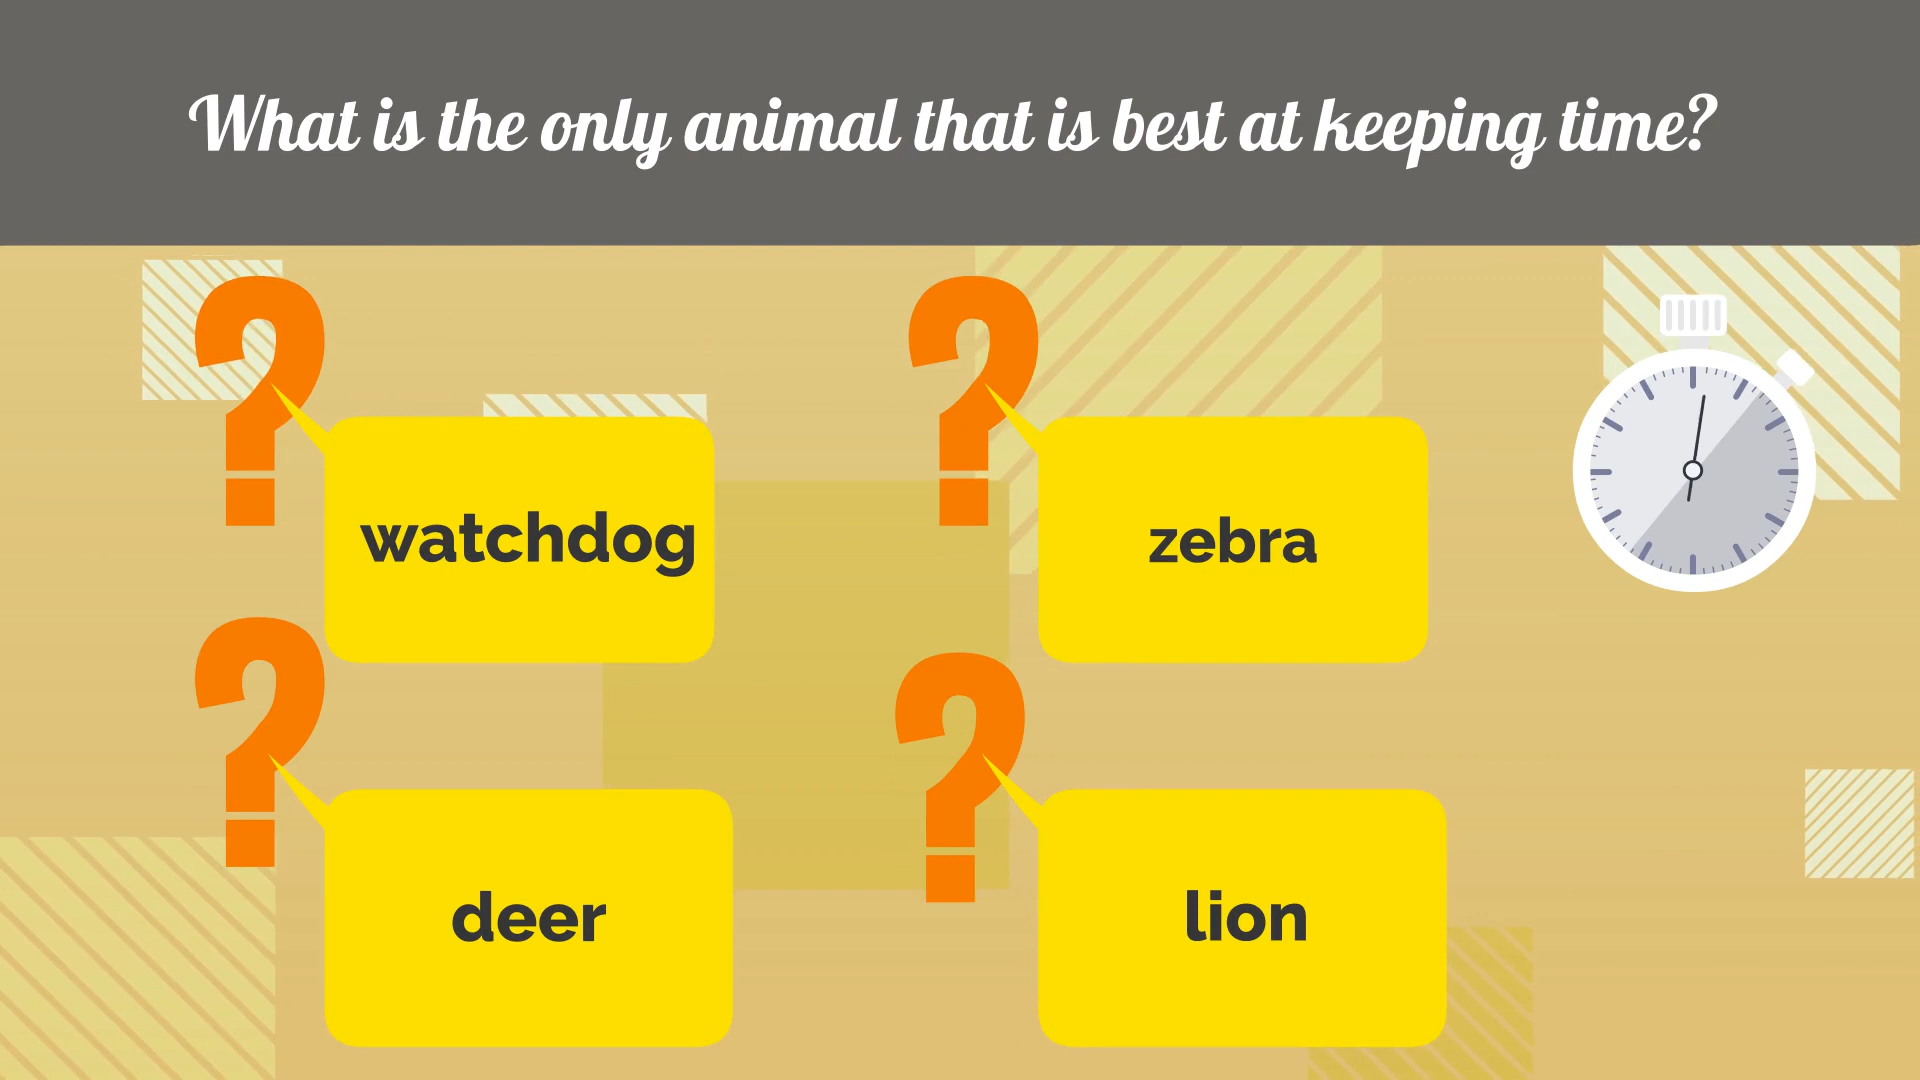 What is the only animal that is best at keeping time?
watchdog
zebra
deer
lion